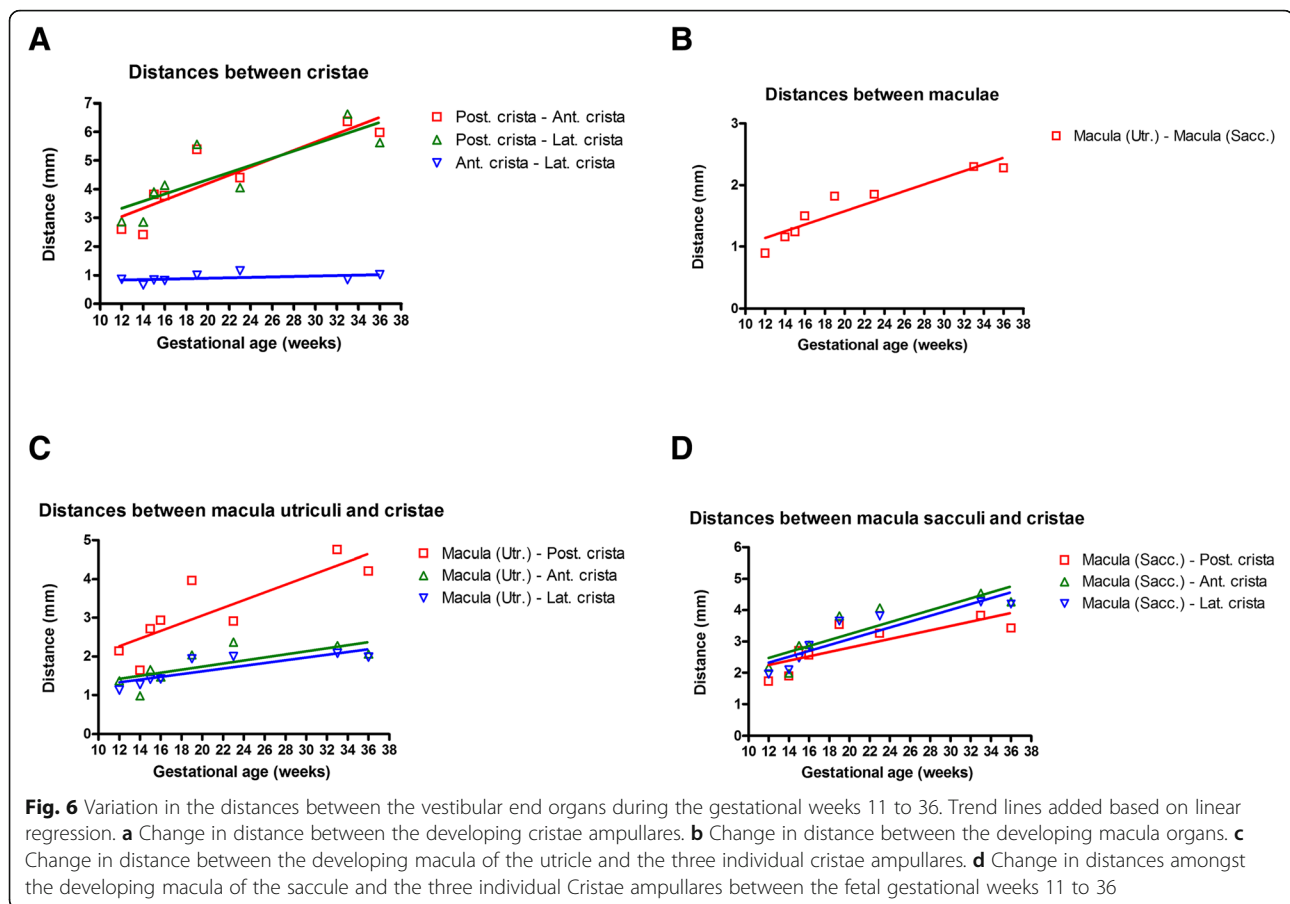 A
Distances between cristae
Distance (mm)
7
6
5
4
3
2
1
0
10 12 14 16 18 20 22 24 26 28 30 32 34 36 38
Gestational age (weeks)
Post. crista - Ant. crista
Post. crista - Lat. crista
Ant. crista - Lat. crista
B
Distances between maculae
Distance (mm)
3
2
1
0
10 12 14 16 18 20 22 24 26 28 30 32 34 36 38
Gestational age (weeks)
Macula (Utr.) - Macula (Sacc.)
C
Distances between macula utriculi and cristae
Distance (mm)
5
4
3
2
1
0
10 12 14 16 18 20 22 24 26 28 30 32 34 36 38
Gestational age (weeks)
Macula (Utr.) - Post. crista
Macula (Utr.) - Ant. crista
Macula (Utr.) - Lat. crista
D
Distances between macula sacculi and cristae
Distance (mm)
6
5
4
3
2
1
0
10 12 14 16 18 20 22 24 26 28 30 32 34 36 38
Gestational age (weeks)
Macula (Sacc.) - Post. crista
Macula (Sacc.) - Ant. crista
Macula (Sacc.) - Lat. crista
Fig. 6 Variation in the distances between the vestibular end organs during the gestational weeks 11 to 36. Trend lines added based on linear
regression. a Change in distance between the developing cristae ampullares. b Change in distance between the developing macula organs. c
Change in distance between the developing macula of the utricle and the three individual cristae ampullares. d Change in distances amongst
the developing macula of the saccule and the three individual Cristae ampullares between the fetal gestational weeks 11 to 36